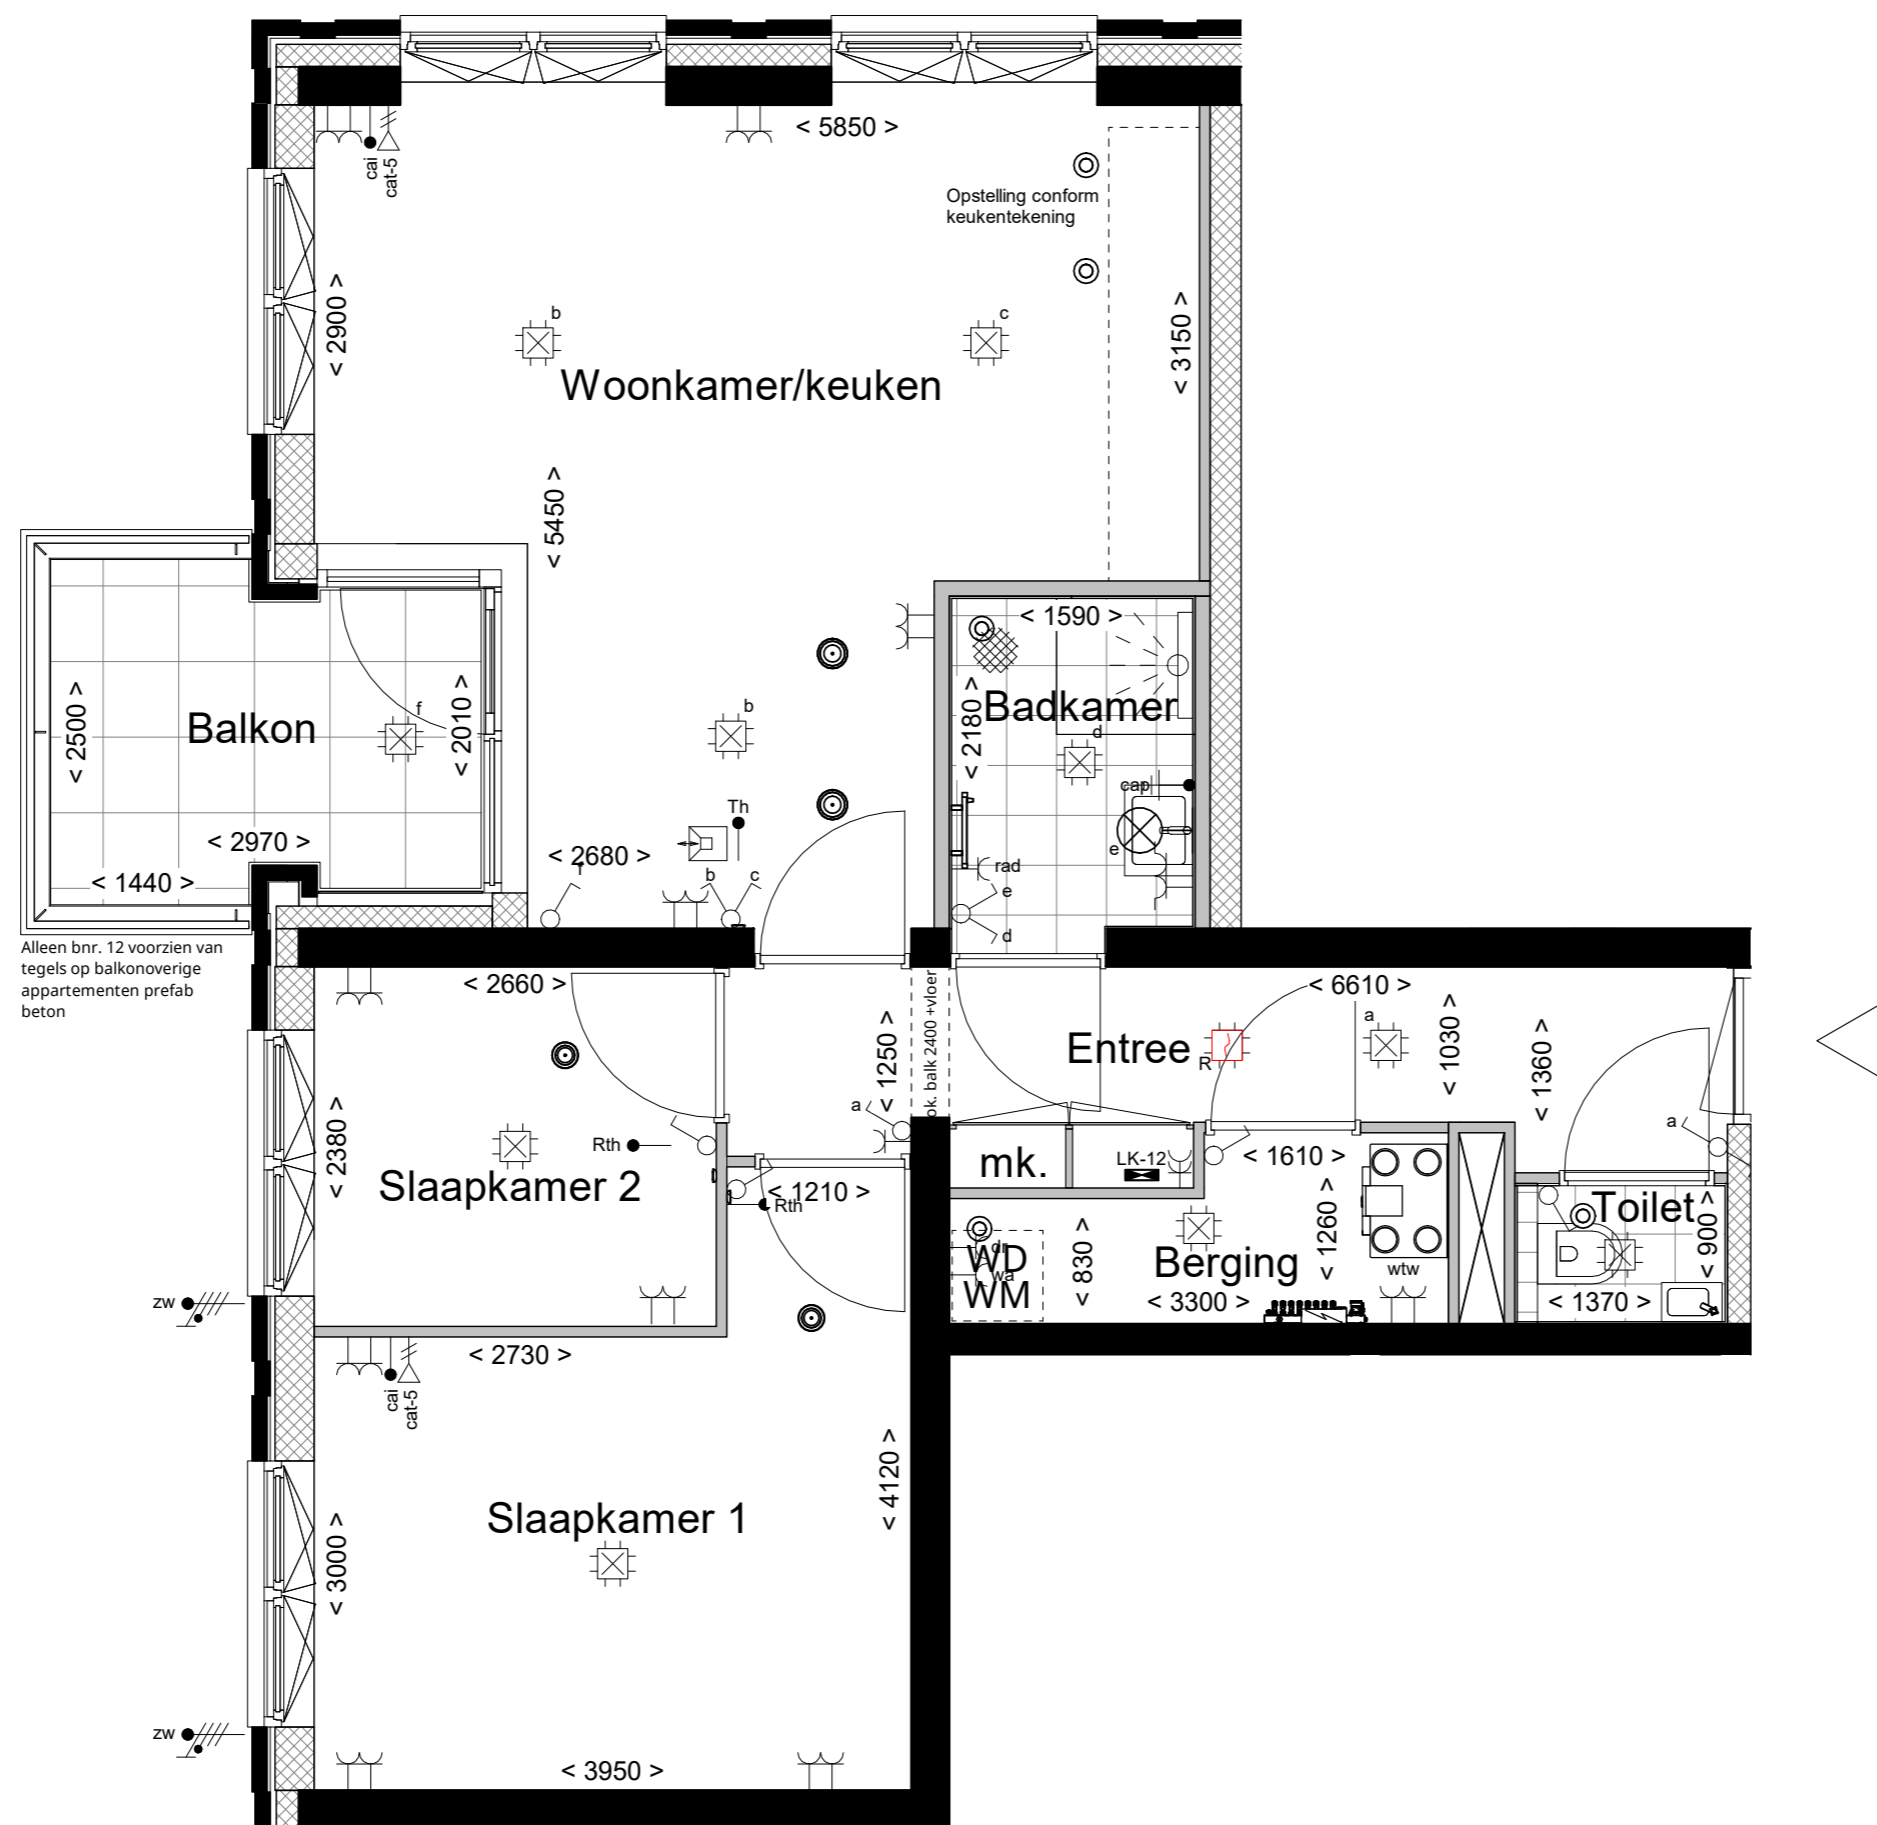 < 5850 >
cai
cat-5
Opstelling conform
keukentekening
< 2900 >
< 3150 >
b
c
Woonkamer/keuken
< 5450 >
< 1590 >
Badkamer
< 2180 >
d
cap
e
rad
e
d
Balkon
f
< 2500 >
< 2010 >
< 2970 >
< 1440 >
b
Th
< 2680 >
f
b
c
Alleen bnr. 12 voorzien van
tegels op balkonoverige
appartementen prefab
beton
< 2660 >
< 1250 >
ok. balk 2400 +vloer
Entree
R
a
< 6610 >
< 1030 >
< 1360 >
a
a
Rth
< 2380 >
Slaapkamer 2
< 1210 >
Rth
mk.
LK-12
< 1610 >
< 1260 >
WD
WM
dr
wa
< 830 >
Berging
< 3300 >
wtw
Toilet
< 900 >
< 1370 >
zw
< 2730 >
cai
cat-5
< 4120 >
Slaapkamer 1
< 3000 >
zw
< 3950 >